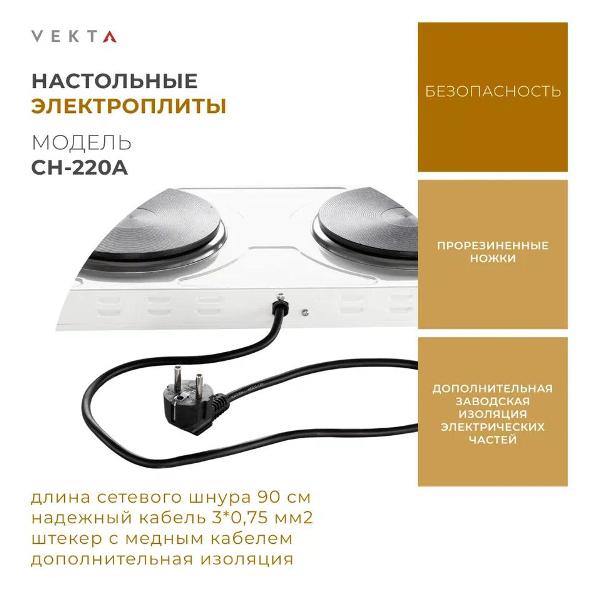 VEKTA
НАСТОЛЬНЫЕ
ЭЛЕКТРОПЛИТЫ
МОДЕЛЬ
CH-220A
БЕЗОПАСНОСТЬ
ПРОРЕЗИНЕННЫЕ
НОЖКИ
ДОПОЛНИТЕЛЬНАЯ
ЗАВОДСКАЯ
ИЗОЛЯЦИЯ
ЭЛЕКТРИЧЕСКИХ
ЧАСТЕЙ
длина сетевого шнура 90 см
надежный кабель 3*0,75 мм2
штекер с медным кабелем
дополнительная изоляция